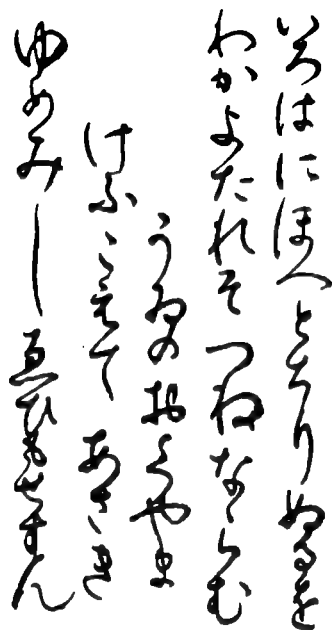 いろはにほへとちりぬるを
わかよたれそつねならむ
うゐのおくやま
けふこえてあさき
ゆめみしゑひもせすん